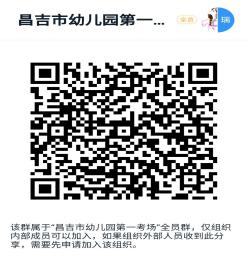 昌吉市幼儿园第一...
全员
瑞
该群属于“昌吉市幼儿园第一考场”全员群，仅组织
内部成员可以加入，如果组织外部人员收到此分
享，需要先申请加入该组织。